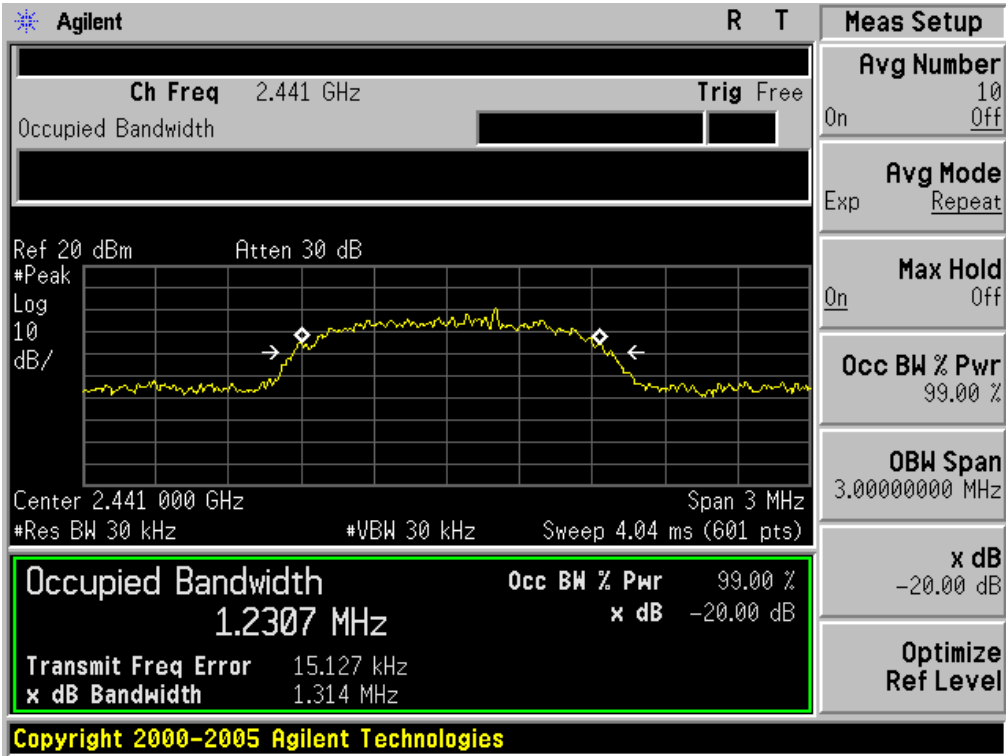 Agilent R T
Ch Freq 2.441 GHz Trig Free
Occupied Bandwidth
Ref 20 dBm Atten 30 dB
#Peak
Log
10
dB/
Center 2.441 000 GHz Span 3 MHz
#Res BW 30 kHz #VBW 30 kHz Sweep 4.04 ms (601 pts)
Occupied Bandwidth Occ BW % Pwr 99.00 %
1.2307 MHz x dB -20.00 dB
Transmit Freq Error 15.127 kHz
x dB Bandwidth 1.314 MHz
Copyright 2000-2005 Agilent Technologies
Meas Setup
Avg Number
10
On Off
Avg Mode
Exp Repeat
Max Hold
On Off
Occ BW % Pwr
99.00 %
OBW Span
3.00000000 MHz
x dB
-20.00 dB
Optimize
Ref Level